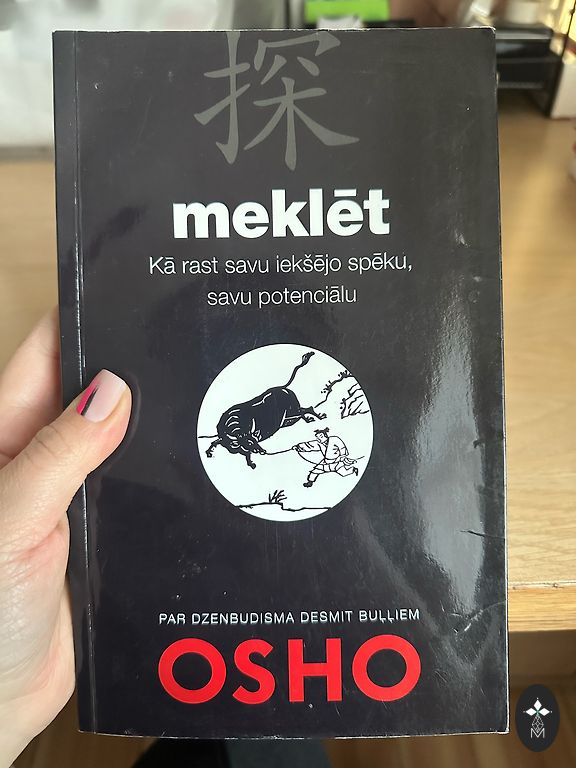 探
meklēt
Kā rast savu iekšējo spēku,
savu potenciālu
PAR DZENBUDISMA DESMIT BUĻĻIEM
OSHO
M